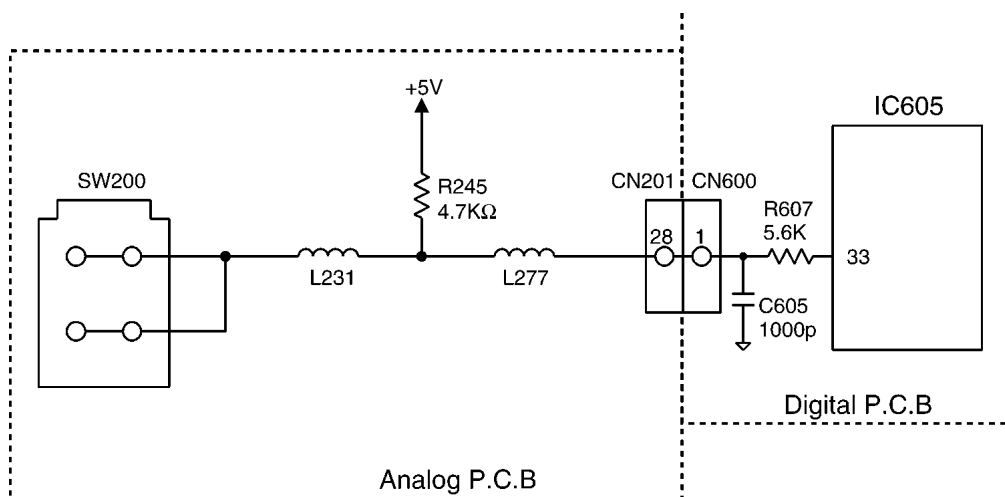 +5V
IC605
SW200
R245
4.7KΩ
CN201
CN600
R607
5.6K
28
1
33
L231
L277
C605
1000p
Digital P.C.B
Analog P.C.B